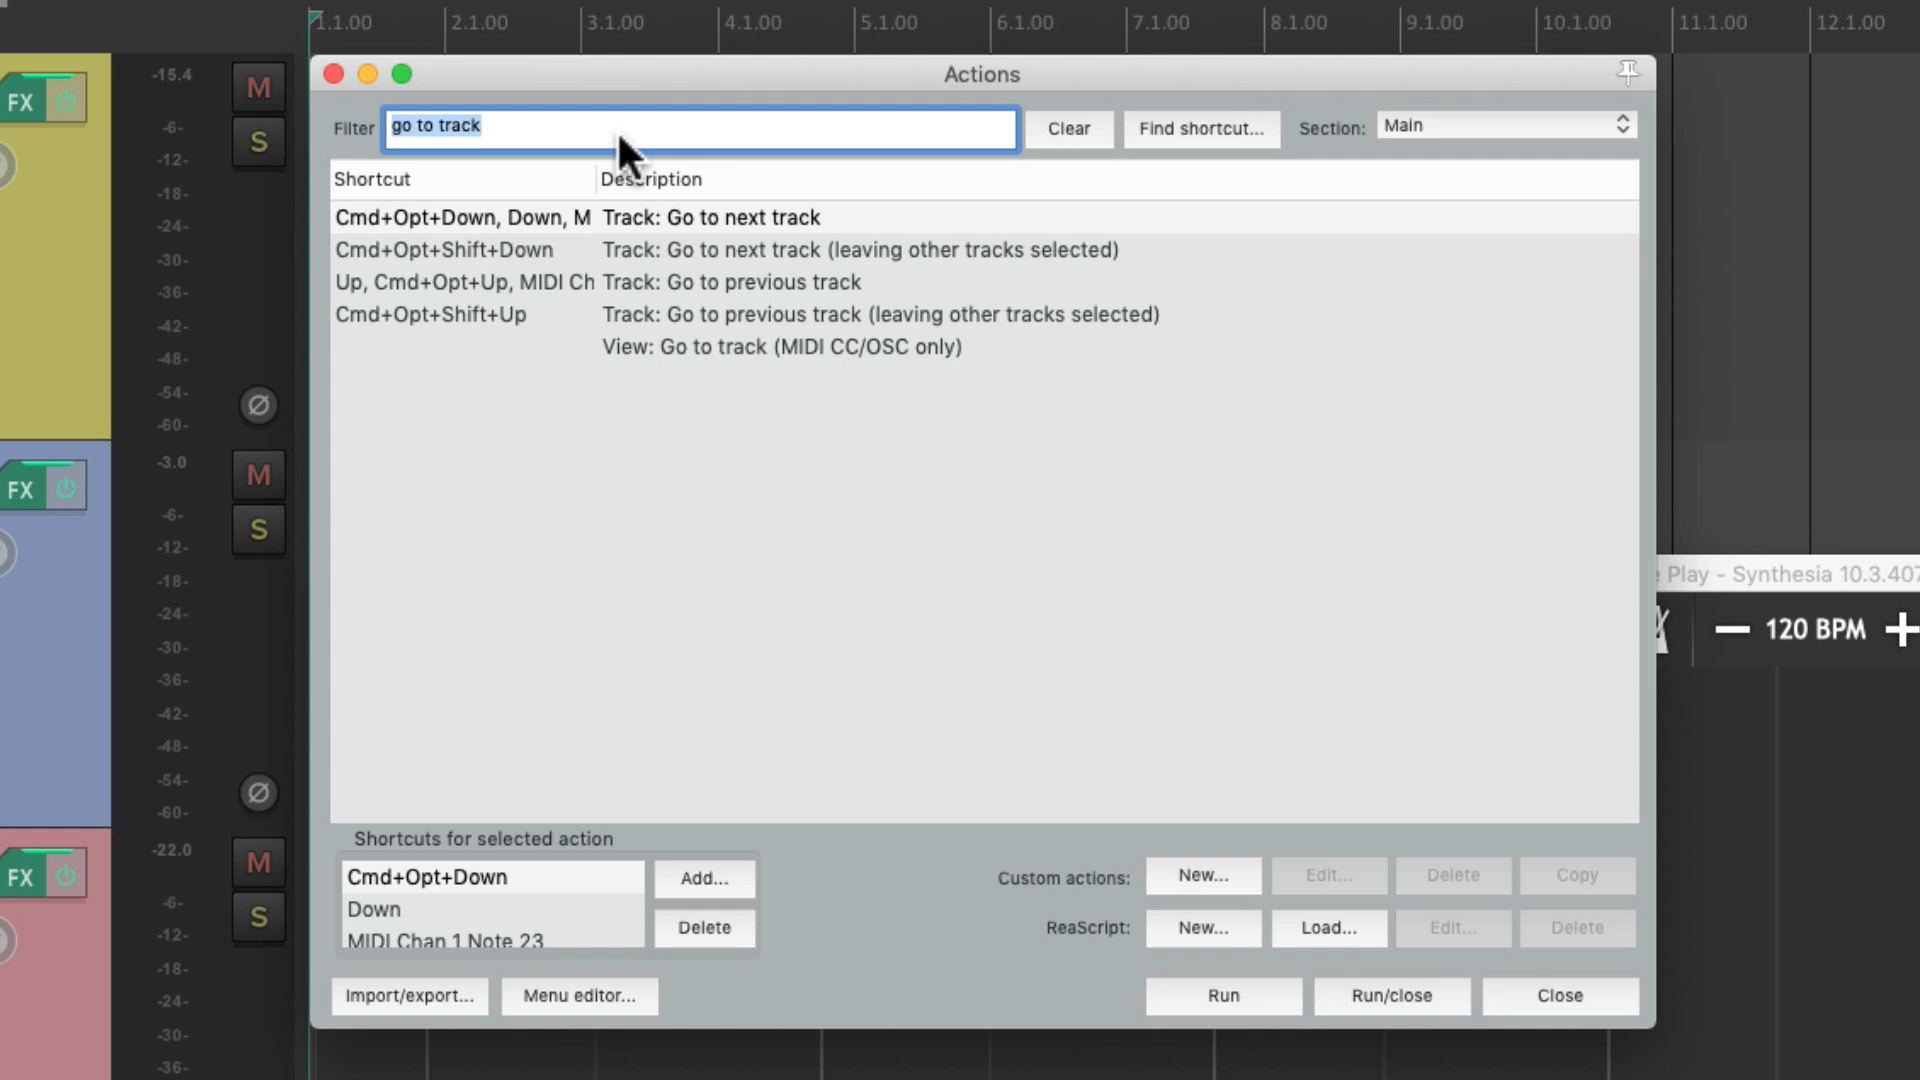 1.1.00 2.1.00 3.1.00 4.1.00 5.1.00 6.1.00 7.1.00 8.1.00 9.1.00 10.1.00 11.1.00 12.1.00
Actions
Filter go to track Clear Find shortcut... Section: Main
Shortcut Description
Cmd+Opt+Down, Down, M Track: Go to next track
Cmd+Opt+Shift+Down Track: Go to next track (leaving other tracks selected)
Up, Cmd+Opt+Up, MIDI Ch Track: Go to previous track
Cmd+Opt+Shift+Up Track: Go to previous track (leaving other tracks selected)
View: Go to track (MIDI CC/OSC only)
Shortcuts for selected action
Cmd+Opt+Down
Down
MIDI Chan 1 Note 23
Add...
Delete
Custom actions: New... Edit... Delete Copy
ReaScript: New... Load... Edit... Delete
Import/export... Menu editor... Run Run/close Close
FX -15.4 M
-6- S
-12-
-18-
-24-
-30-
-36-
-42-
-48-
-54- Ø
-60-
FX -3.0 M
-6- S
-12-
-18-
-24-
-30-
-36-
-42-
-48-
-54- Ø
-60-
FX -22.0 M
-6- S
-12-
-18-
-24-
-30-
-36-
Play - Synthesia 10.3.407
— 120 BPM +